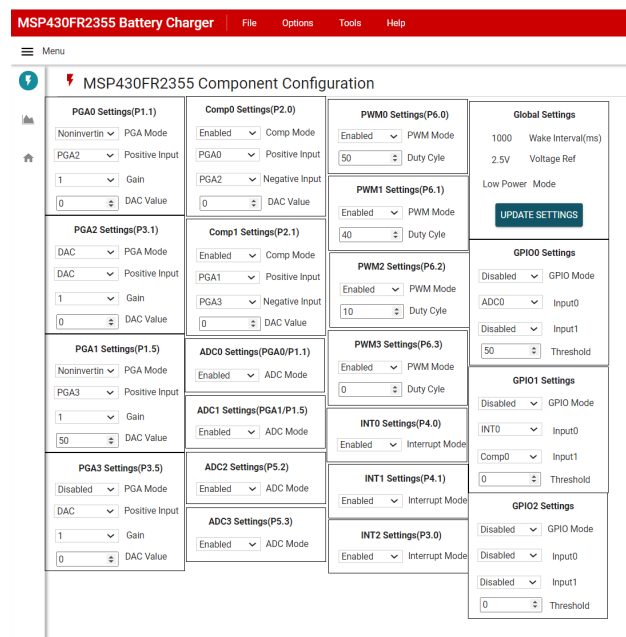 MSP430FR2355 Battery Charger File Options Tools Help
Menu
MSP430FR2355 Component Configuration
PGA0 Settings(P1.1)
Noninvertin PGA Mode
PGA2 Positive Input
1 Gain
0 DAC Value
PGA2 Settings(P3.1)
DAC PGA Mode
DAC Positive Input
1 Gain
0 DAC Value
PGA1 Settings(P1.5)
Noninvertin PGA Mode
PGA3 Positive Input
1 Gain
50 DAC Value
PGA3 Settings(P3.5)
Disabled PGA Mode
DAC Positive Input
1 Gain
0 DAC Value
Comp0 Settings(P2.0)
Enabled Comp Mode
PGA0 Positive Input
PGA2 Negative Input
0 DAC Value
Comp1 Settings(P2.1)
Enabled Comp Mode
PGA1 Positive Input
PGA3 Negative Input
0 DAC Value
ADC0 Settings(PGA0/P1.1)
Enabled ADC Mode
ADC1 Settings(PGA1/P1.5)
Enabled ADC Mode
ADC2 Settings(P5.2)
Enabled ADC Mode
ADC3 Settings(P5.3)
Enabled ADC Mode
PWM0 Settings(P6.0)
Enabled PWM Mode
50 Duty Cyle
PWM1 Settings(P6.1)
Enabled PWM Mode
40 Duty Cyle
PWM2 Settings(P6.2)
Enabled PWM Mode
10 Duty Cyle
PWM3 Settings(P6.3)
Enabled PWM Mode
0 Duty Cyle
INT0 Settings(P4.0)
Enabled Interrupt Mode
INT1 Settings(P4.1)
Enabled Interrupt Mode
INT2 Settings(P3.0)
Enabled Interrupt Mode
Global Settings
1000 Wake Interval(ms)
2.5V Voltage Ref
Low Power Mode
UPDATE SETTINGS
GPIO0 Settings
Disabled GPIO Mode
ADC0 Input0
Disabled Input1
50 Threshold
GPIO1 Settings
Disabled GPIO Mode
INT0 Input0
Comp0 Input1
0 Threshold
GPIO2 Settings
Disabled GPIO Mode
Disabled Input0
Disabled Input1
0 Threshold